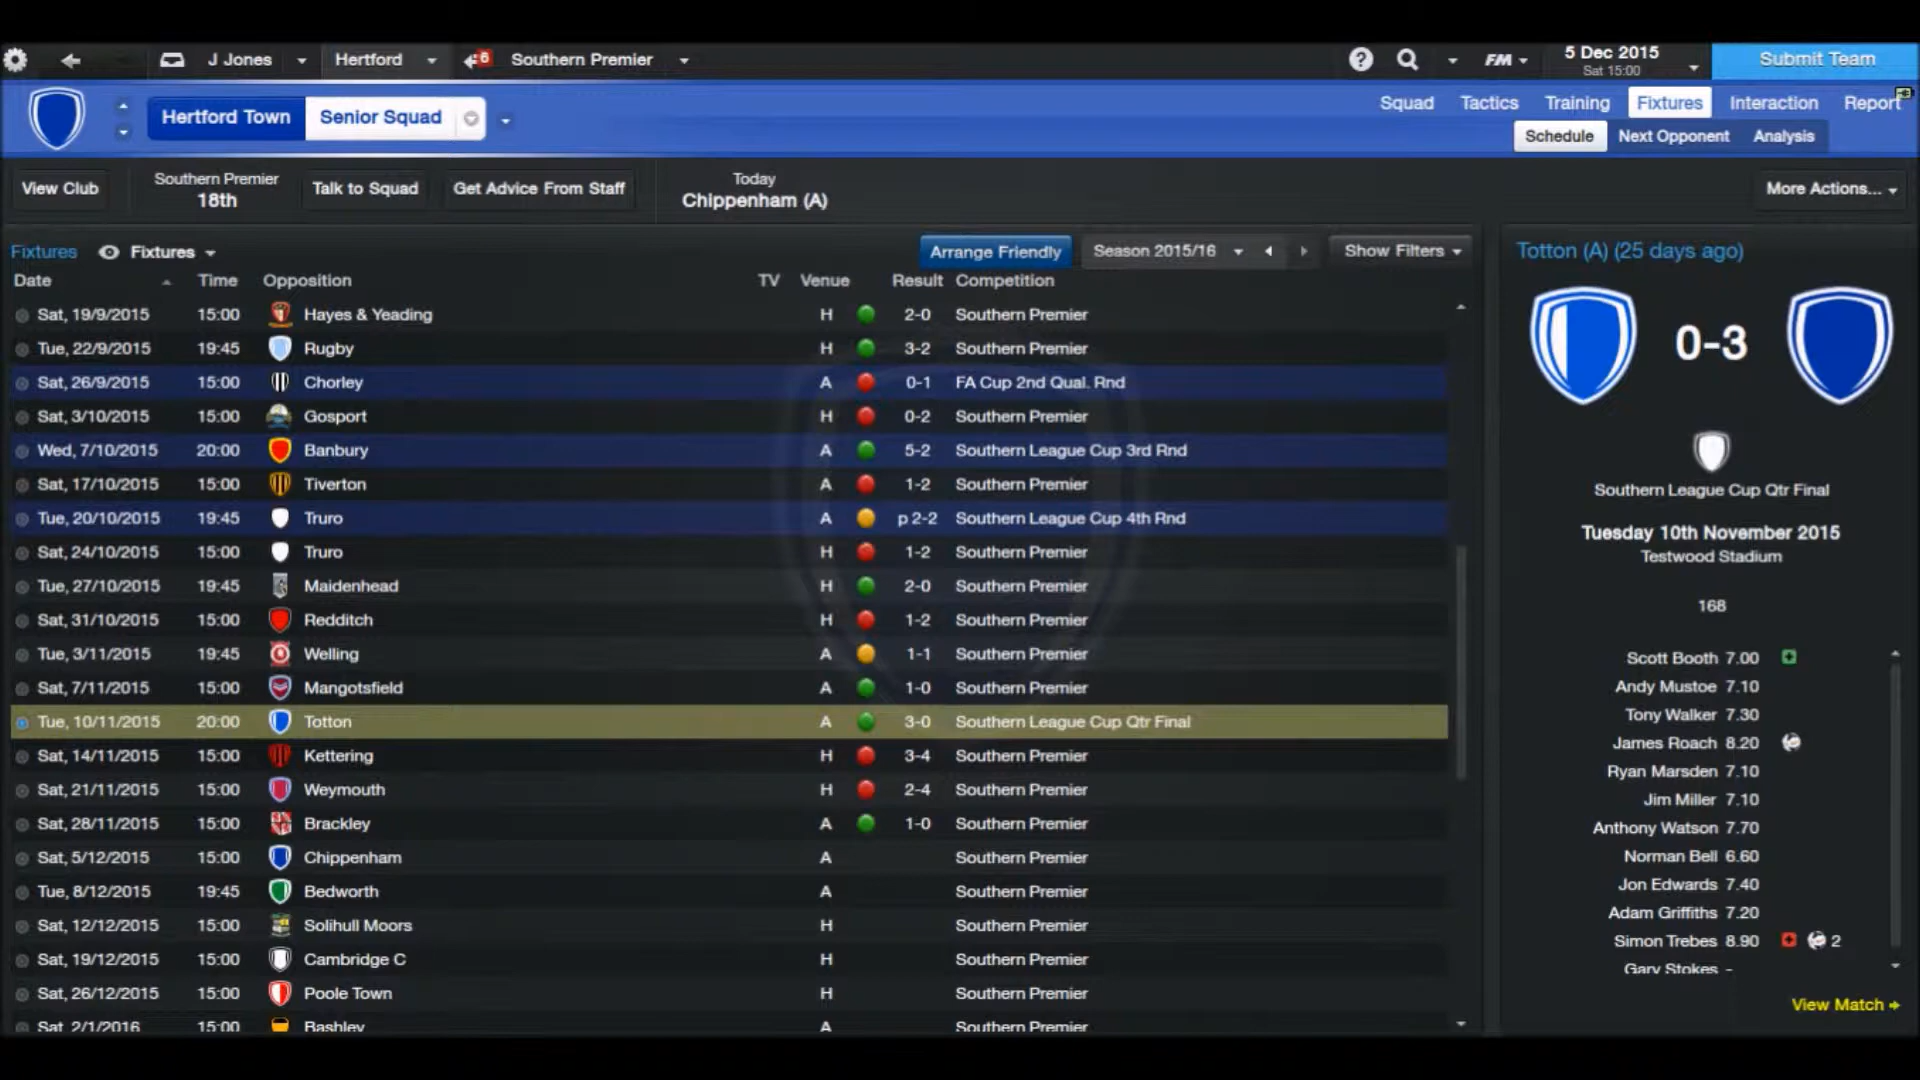 J Jones Hertford 6 Southern Premier FM 5 Dec 2015 Submit Team
Sat 15:00
Hertford Town Senior Squad Squad Tactics Training Fixtures Interaction Report
Schedule Next Opponent Analysis
View Club Southern Premier 18th Talk to Squad Get Advice From Staff Today Chippenham (A) More Actions...
Fixtures Fixtures Arrange Friendly Season 2015/16 Show Filters
Date Time Opposition TV Venue Result Competition
Sat, 19/9/2015 15:00 Hayes & Yeading H 2-0 Southern Premier
Tue, 22/9/2015 19:45 Rugby H 3-2 Southern Premier
Sat, 26/9/2015 15:00 Chorley A 0-1 FA Cup 2nd Qual. Rnd
Sat, 3/10/2015 15:00 Gosport H 0-2 Southern Premier
Wed, 7/10/2015 20:00 Banbury A 5-2 Southern League Cup 3rd Rnd
Sat, 17/10/2015 15:00 Tiverton A 1-2 Southern Premier
Tue, 20/10/2015 19:45 Truro A p 2-2 Southern League Cup 4th Rnd
Sat, 24/10/2015 15:00 Truro H 1-2 Southern Premier
Tue, 27/10/2015 19:45 Maidenhead H 2-0 Southern Premier
Sat, 31/10/2015 15:00 Redditch H 1-2 Southern Premier
Tue, 3/11/2015 19:45 Welling A 1-1 Southern Premier
Sat, 7/11/2015 15:00 Mangotsfield A 1-0 Southern Premier
Tue, 10/11/2015 20:00 Totton A 3-0 Southern League Cup Qtr Final
Sat, 14/11/2015 15:00 Kettering H 3-4 Southern Premier
Sat, 21/11/2015 15:00 Weymouth H 2-4 Southern Premier
Sat, 28/11/2015 15:00 Brackley A 1-0 Southern Premier
Sat, 5/12/2015 15:00 Chippenham A Southern Premier
Tue, 8/12/2015 19:45 Bedworth A Southern Premier
Sat, 12/12/2015 15:00 Solihull Moors H Southern Premier
Sat, 19/12/2015 15:00 Cambridge C H Southern Premier
Sat, 26/12/2015 15:00 Poole Town H Southern Premier
Sat, 2/1/2016 15:00 Bashley A Southern Premier
Totton (A) (25 days ago)
0-3
Southern League Cup Qtr Final
Tuesday 10th November 2015
Testwood Stadium
168
Scott Booth 7.00
Andy Mustoe 7.10
Tony Walker 7.30
James Roach 8.20
Ryan Marsden 7.10
Jim Miller 7.10
Anthony Watson 7.70
Norman Bell 6.60
Jon Edwards 7.40
Adam Griffiths 7.20
Simon Trebes 8.90 2
Gary Stokes -
View Match